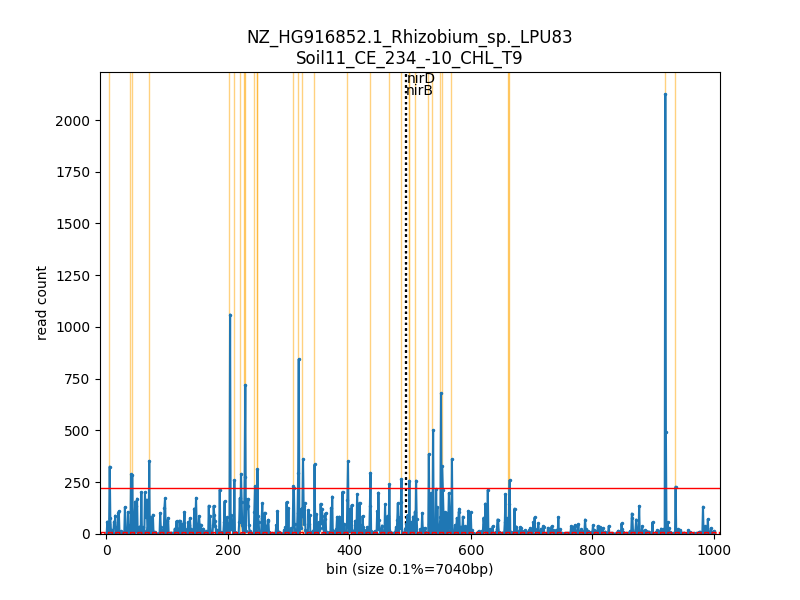 NZ_HG916852.1_Rhizobium_sp._LPU83
Soil11_CE_234_-10_CHL_T9
nirD
nirB
2000
1750
1500
1250
1000
750
500
250
0
read count
0 200 400 600 800 1000
bin (size 0.1%=7040bp)